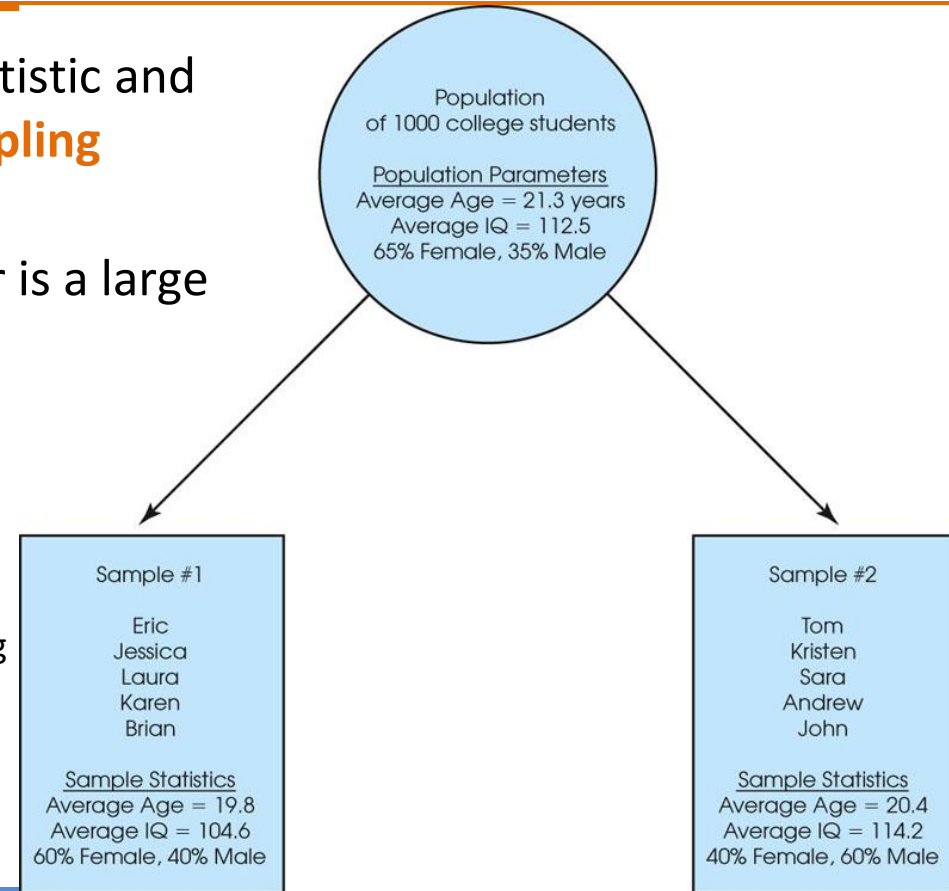 tistic and
pling
r is a large
g
Population
of 1000 college students
Population Parameters
Average Age = 21.3 years
Average IQ = 112.5
65% Female, 35% Male
Sample #1
Eric
Jessica
Laura
Karen
Brian
Sample Statistics
Average Age = 19.8
Average IQ = 104.6
60% Female, 40% Male
Sample #2
Tom
Kristen
Sara
Andrew
John
Sample Statistics
Average Age = 20.4
Average IQ = 114.2
40% Female, 60% Male